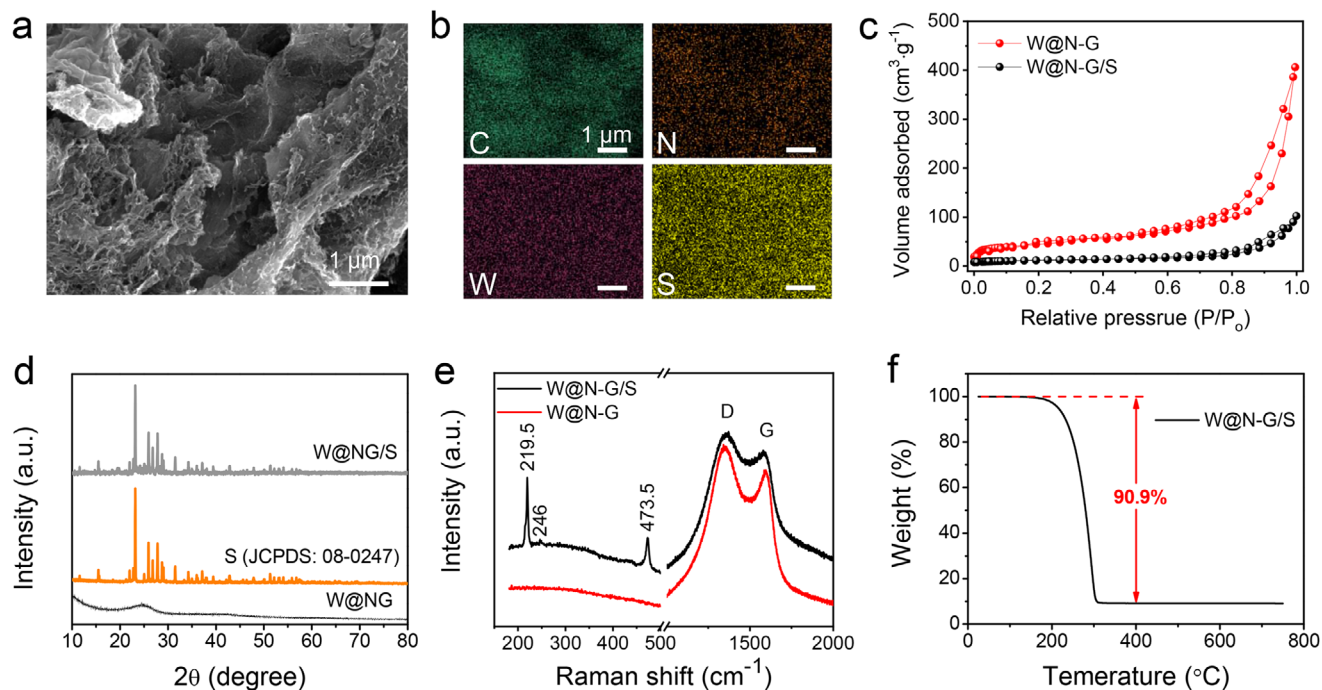 a
1 μm
b
C
1 μm
N
W
S
c
500
400
300
200
100
0
Volume adsorbed (cm³·g⁻¹)
W@N-G
W@N-G/S
0.0 0.2 0.4 0.6 0.8 1.0
Relative pressrue (P/Pₒ)
d
Intensity (a.u.)
W@NG/S
S (JCPDS: 08-0247)
W@NG
10 20 30 40 50 60 70 80
2θ (degree)
e
Intensity (a.u.)
W@N-G/S
W@N-G
219.5
246
473.5
D
G
200 300 400 500 1500 2000
Raman shift (cm⁻¹)
f
100
80
60
40
20
0
Weight (%)
W@N-G/S
90.9%
0 200 400 600 800
Temerature (°C)